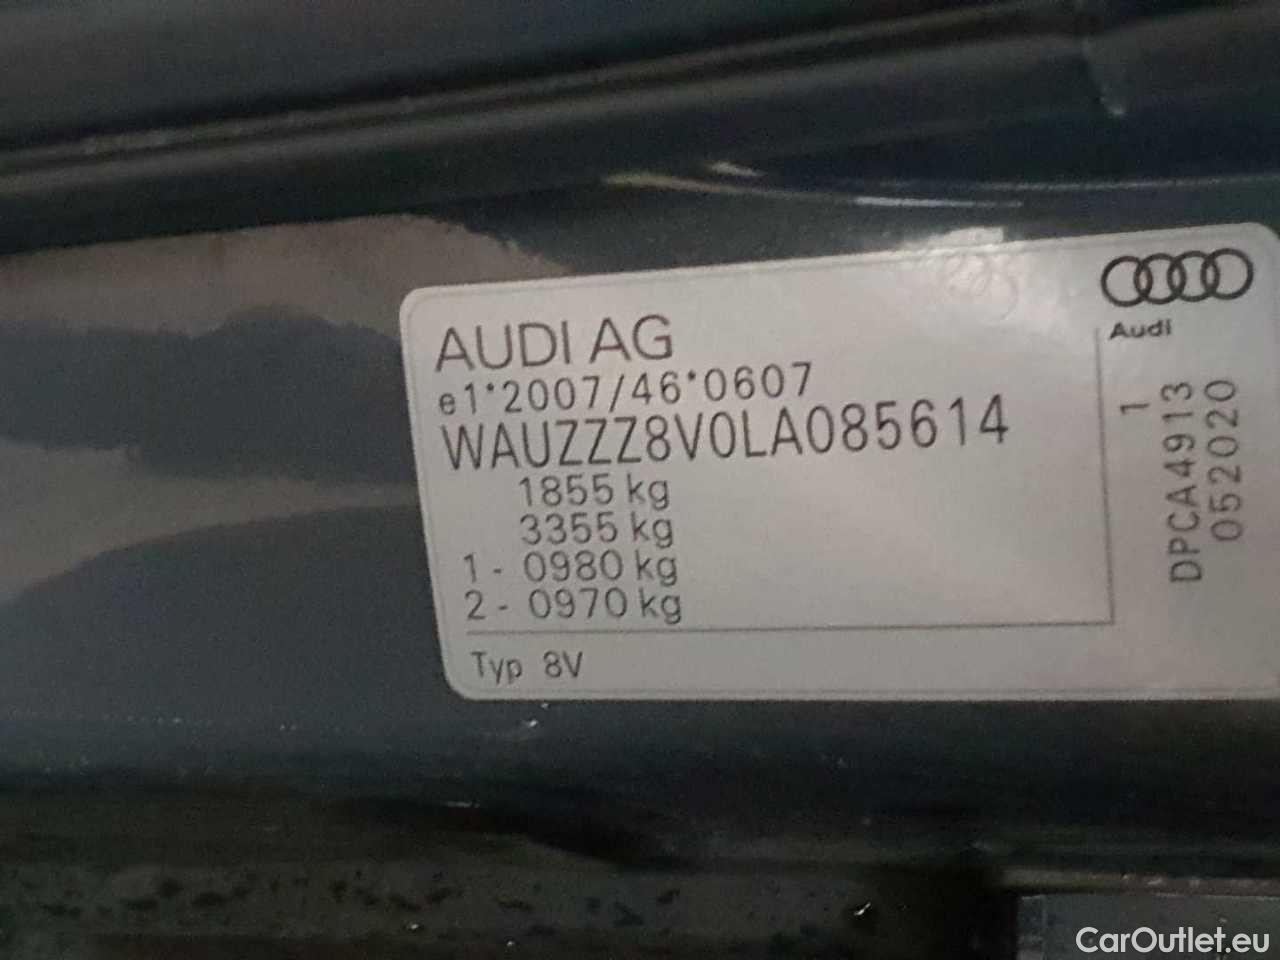 AUDI AG
e1*2007/46*0607
WAUZZZ8V0LA085614
1855 kg
3355 kg
1 - 0980 kg
2 - 0970 kg
Typ 8V
Audi
1
DPCA4913
052020
CarOutlet.eu